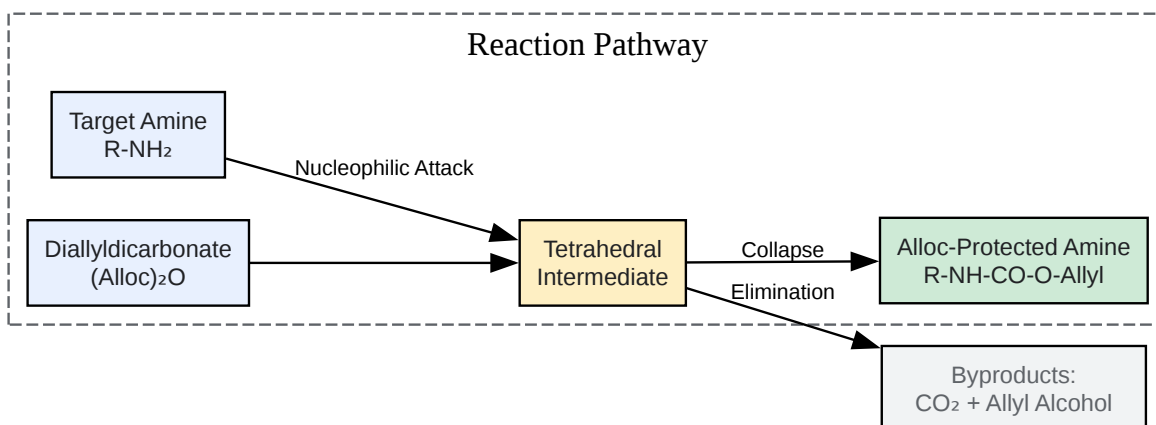 Reaction Pathway
Target Amine
R-NH₂
Nucleophilic Attack
Diallyldicarbonate
(Alloc)₂O
Tetrahedral
Intermediate
Collapse
Elimination
Alloc-Protected Amine
R-NH-CO-O-Allyl
Byproducts:
CO₂ + Allyl Alcohol